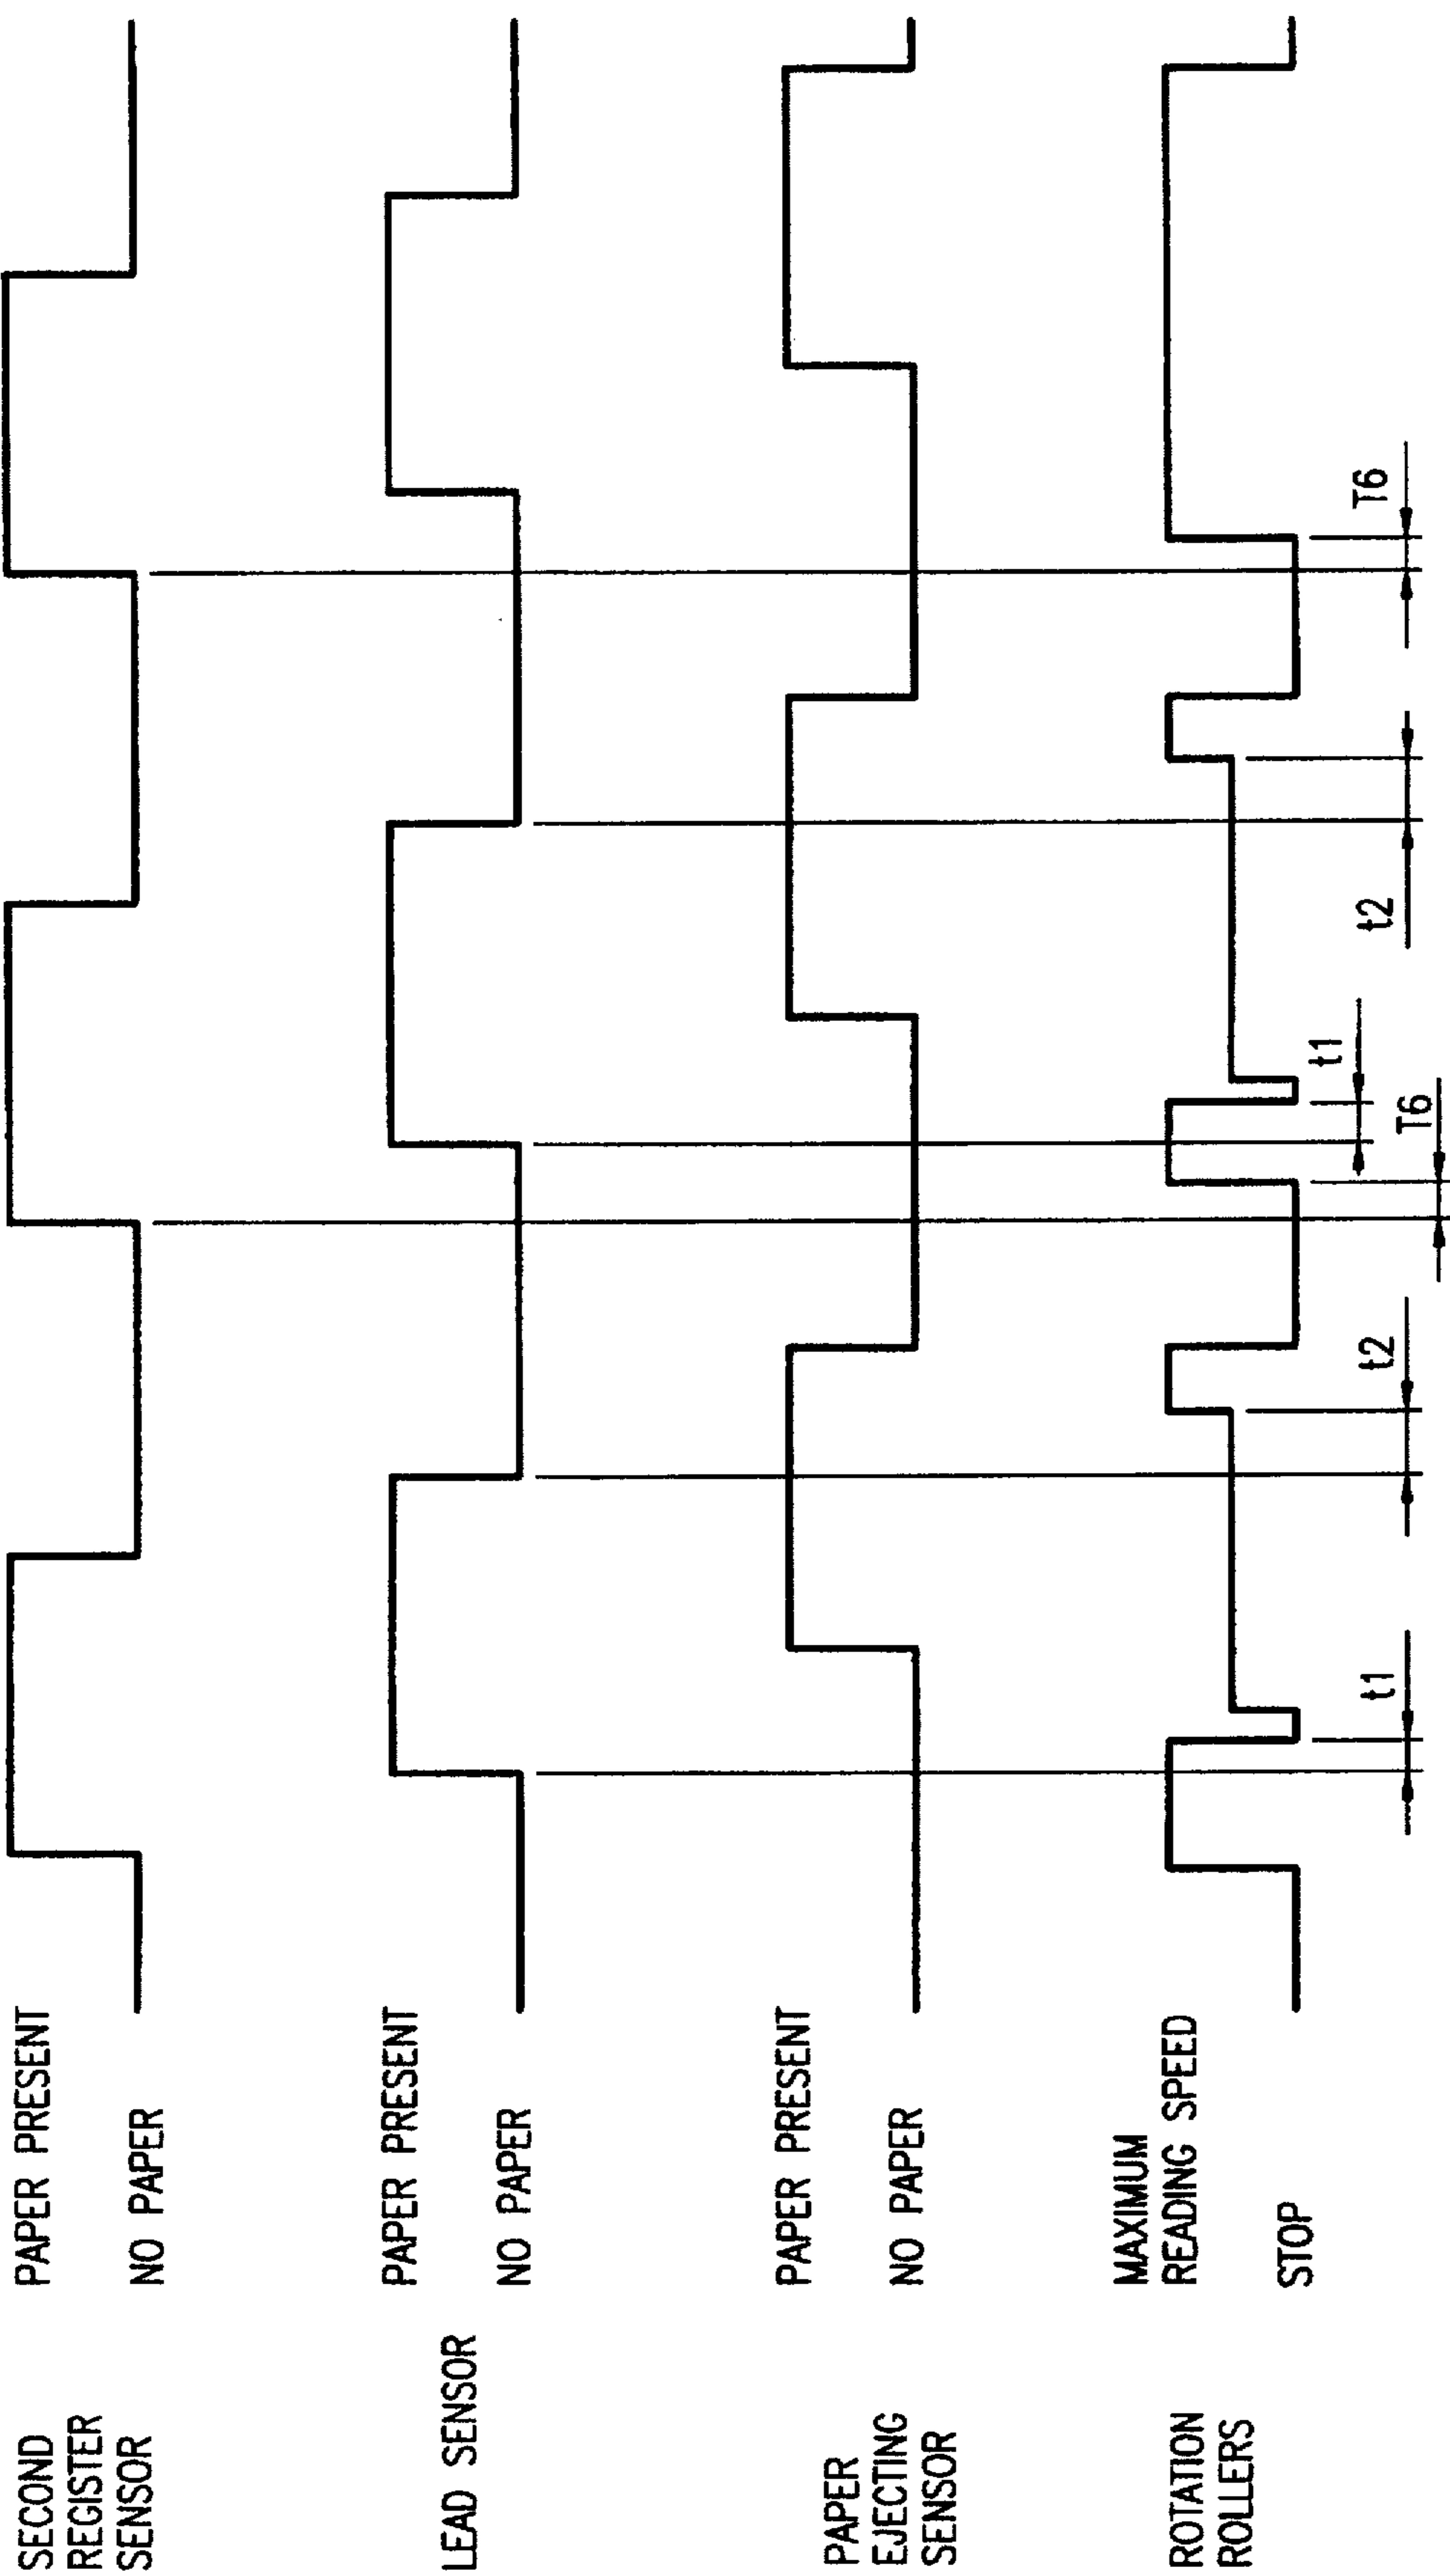 SECOND
REGISTER
SENSOR
PAPER PRESENT
NO PAPER
LEAD SENSOR
PAPER PRESENT
NO PAPER
PAPER
EJECTING
SENSOR
PAPER PRESENT
NO PAPER
ROTATION
ROLLERS
MAXIMUM
READING SPEED
STOP
t1
t2
T6
t1
t2
T6